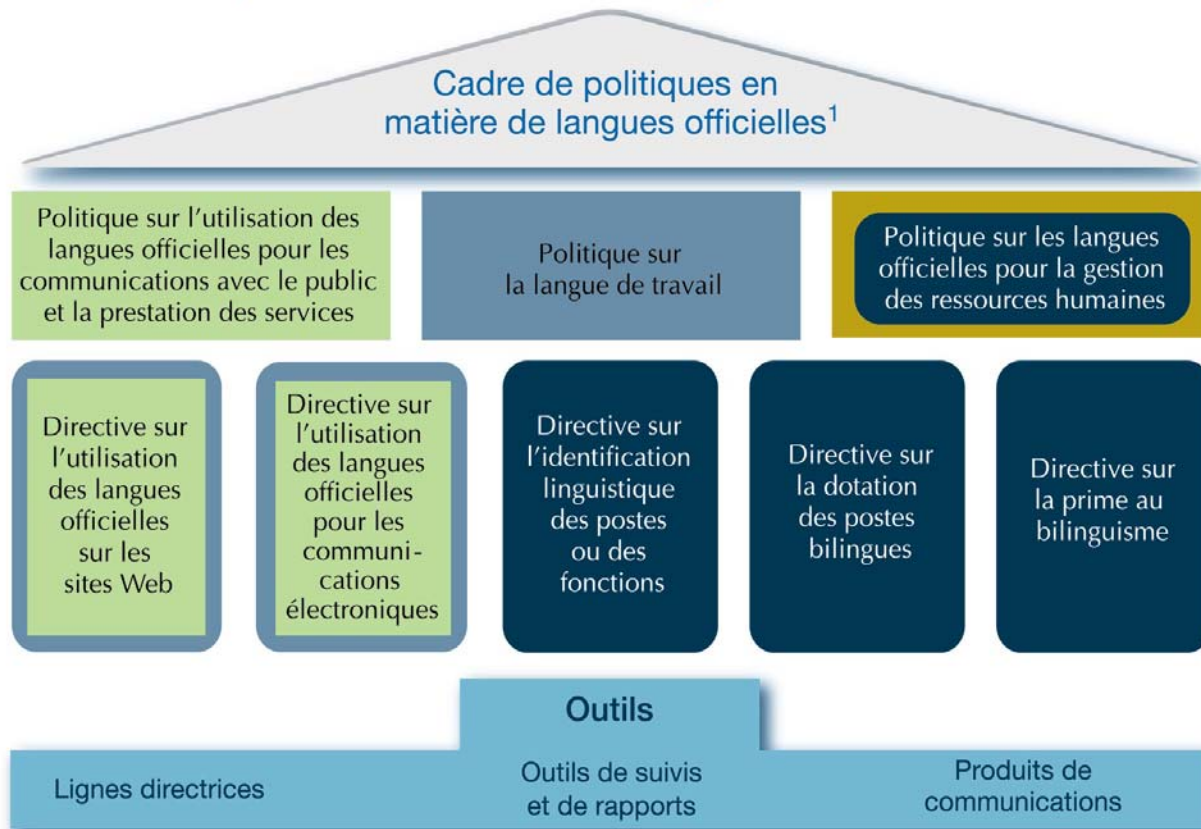 Cadre de politiques en
matière de langues officielles¹
Politique sur l’utilisation des
langues officielles pour les
communications avec le public
et la prestation des services
Politique sur
la langue de travail
Politique sur les langues
officielles pour la gestion
des ressources humaines
Directive sur
l’utilisation
des langues
officielles
sur les
sites Web
Directive sur
l’utilisation
des langues
officielles
pour les
communi-
cations
électroniques
Directive sur
l’identification
linguistique
des postes
ou des
fonctions
Directive sur
la dotation
des postes
bilingues
Directive sur
la prime au
bilinguisme
Outils
Lignes directrices
Outils de suivis
et de rapports
Produits de
communications